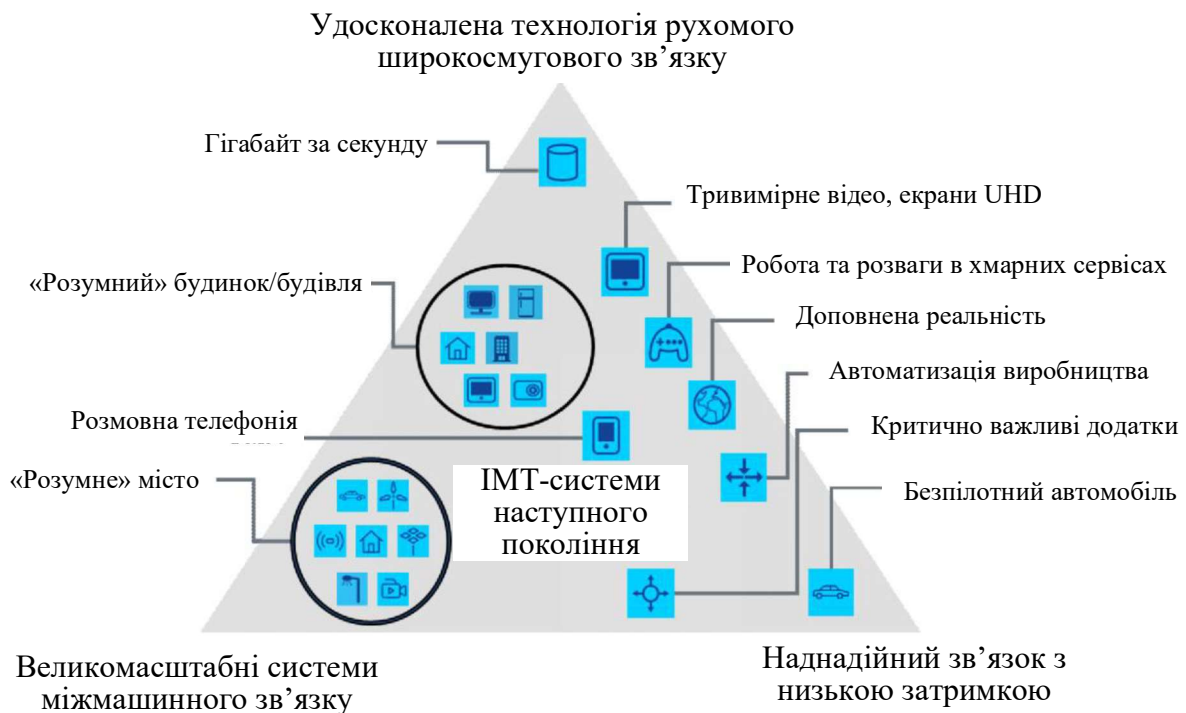 Удосконалена технологія рухомого
широкосмугового зв’язку
Гігабайт за секунду
Тривимірне відео, екрани UHD
«Розумний» будинок/будівля
Робота та розваги в хмарних сервісах
Доповнена реальність
Автоматизація виробництва
Розмовна телефонія
Критично важливі додатки
«Розумне» місто
ІМТ-системи
наступного
покоління
Безпілотний автомобіль
Великомасштабні системи
міжмашинного зв’язку
Наднадійний зв’язок з
низькою затримкою